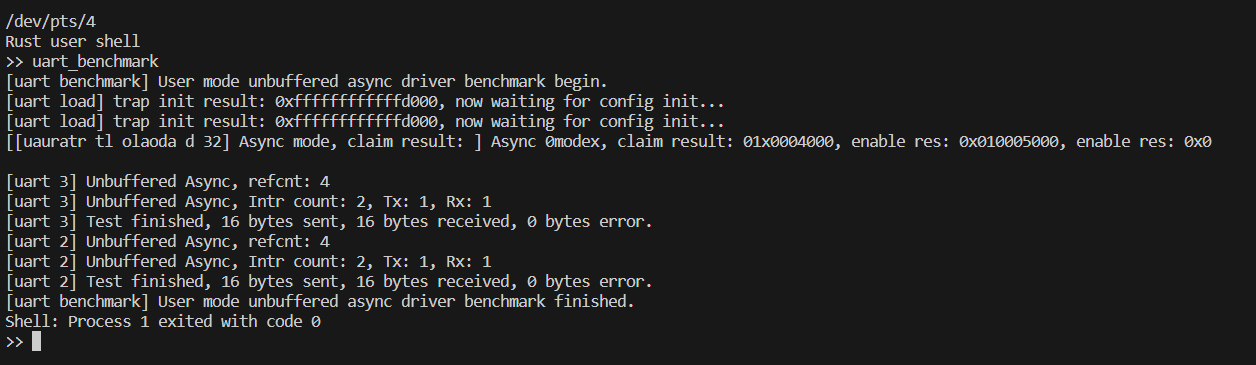 /dev/pts/4
Rust user shell
>> uart_benchmark
[uart benchmark] User mode unbuffered async driver benchmark begin.
[uart load] trap init result: 0xffffffffffffd000, now waiting for config init...
[uart load] trap init result: 0xffffffffffffd000, now waiting for config init...
[[uauratr tl olaoda d 32] Async mode, claim result: ] Async 0modex, claim result: 01x0004000, enable res: 0x010005000, enable res: 0x0
[uart 3] Unbuffered Async, refcnt: 4
[uart 3] Unbuffered Async, Intr count: 2, Tx: 1, Rx: 1
[uart 3] Test finished, 16 bytes sent, 16 bytes received, 0 bytes error.
[uart 2] Unbuffered Async, refcnt: 4
[uart 2] Unbuffered Async, Intr count: 2, Tx: 1, Rx: 1
[uart 2] Test finished, 16 bytes sent, 16 bytes received, 0 bytes error.
[uart benchmark] User mode unbuffered async driver benchmark finished.
Shell: Process 1 exited with code 0
>>